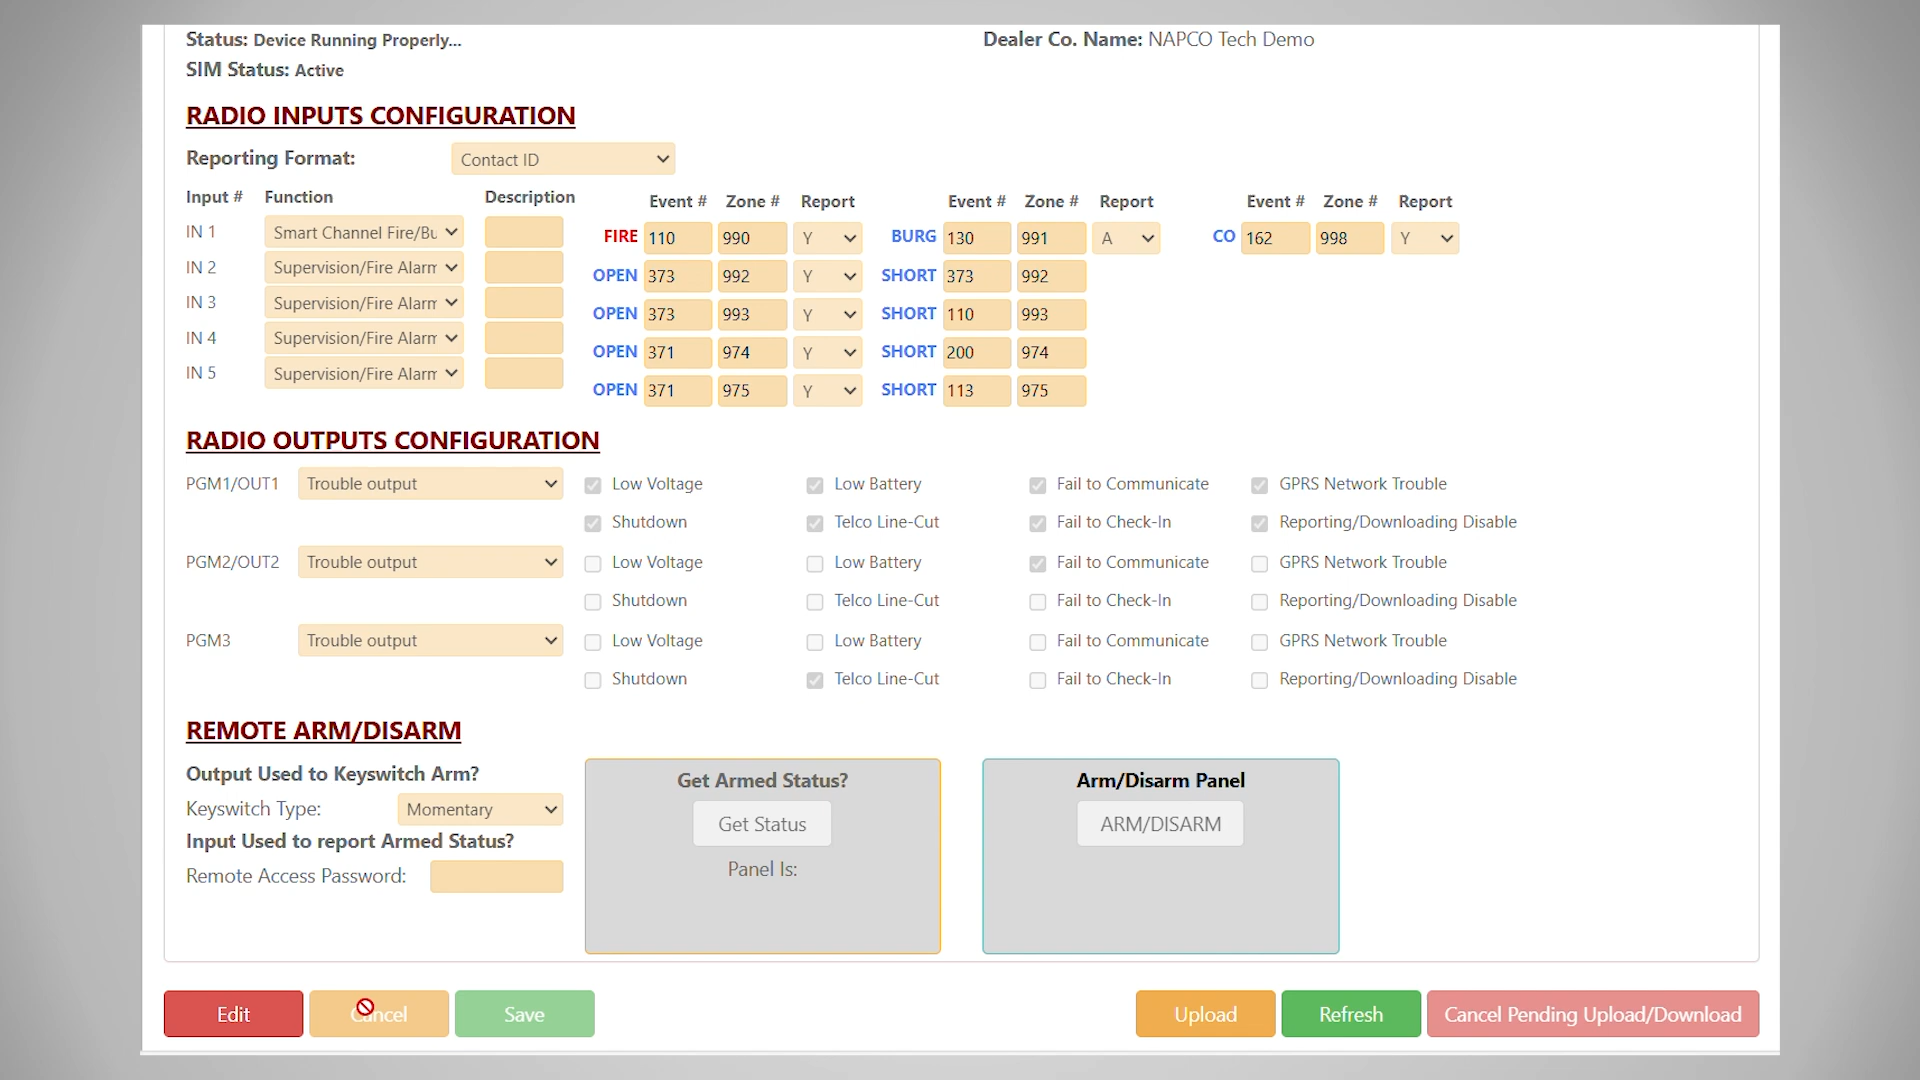 Status: Device Running Properly... Dealer Co. Name: NAPCO Tech Demo
SIM Status: Active
RADIO INPUTS CONFIGURATION
Reporting Format: Contact ID
Input # Function Description Event # Zone # Report Event # Zone # Report Event # Zone # Report
IN 1 Smart Channel Fire/Bu FIRE 110 990 Y BURG 130 991 A CO 162 998 Y
IN 2 Supervision/Fire Alarm OPEN 373 992 Y SHORT 373 992
IN 3 Supervision/Fire Alarm OPEN 373 993 Y SHORT 110 993
IN 4 Supervision/Fire Alarm OPEN 371 974 Y SHORT 200 974
IN 5 Supervision/Fire Alarm OPEN 371 975 Y SHORT 113 975
RADIO OUTPUTS CONFIGURATION
PGM1/OUT1 Trouble output Low Voltage Low Battery Fail to Communicate GPRS Network Trouble
Shutdown Telco Line-Cut Fail to Check-In Reporting/Downloading Disable
PGM2/OUT2 Trouble output Low Voltage Low Battery Fail to Communicate GPRS Network Trouble
Shutdown Telco Line-Cut Fail to Check-In Reporting/Downloading Disable
PGM3 Trouble output Low Voltage Low Battery Fail to Communicate GPRS Network Trouble
Shutdown Telco Line-Cut Fail to Check-In Reporting/Downloading Disable
REMOTE ARM/DISARM
Output Used to Keyswitch Arm? Get Armed Status? Arm/Disarm Panel
Keyswitch Type: Momentary Get Status ARM/DISARM
Input Used to report Armed Status?
Remote Access Password: Panel Is:
Edit Cancel Save Upload Refresh Cancel Pending Upload/Download